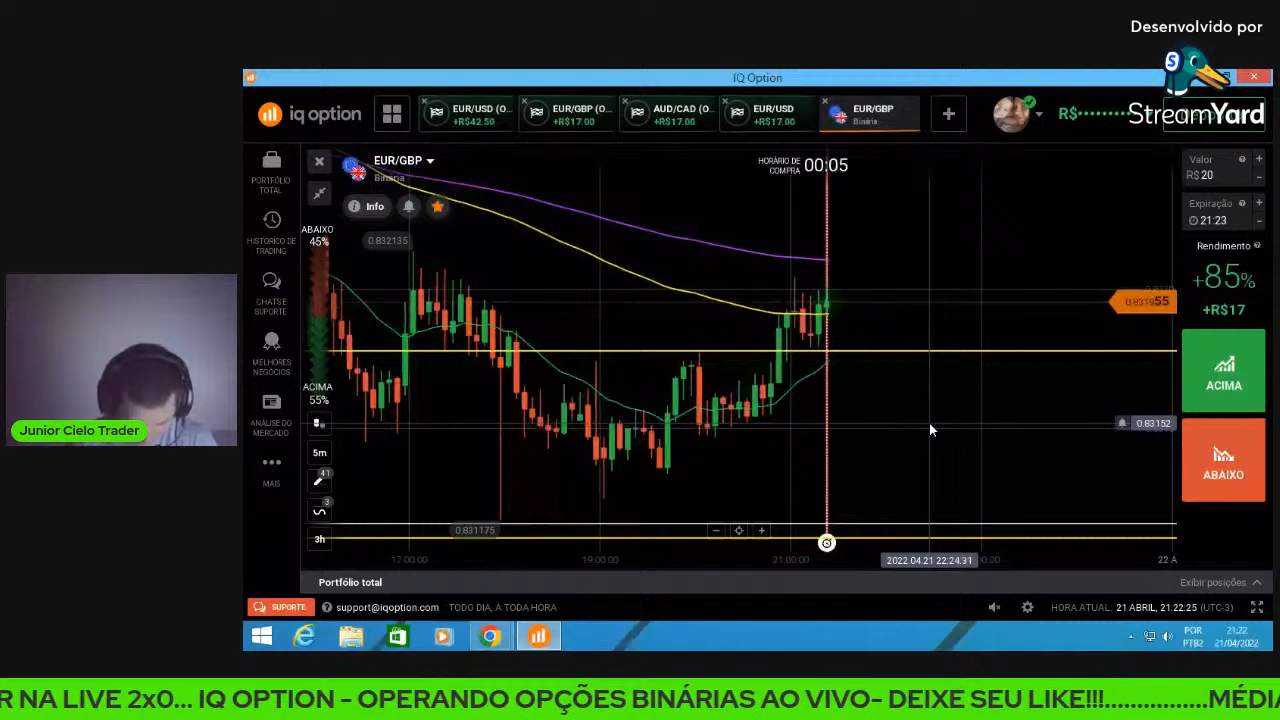 Desenvolvido por
StreamYard
IQ Option
iq option
EUR/USD (O...
+R$42.50
EUR/GBP (O...
+R$17.00
AUD/CAD (O...
+R$17.00
EUR/USD
+R$17.00
EUR/GBP
Binária
R$
PORTFÓLIO
TOTAL
HISTÓRICO DE
TRADING
CHATS E
SUPORTE
MELHORES
NEGÓCIOS
ANÁLISE DO
MERCADO
MAIS
EUR/GBP
Binária
Info
ABAIXO
45%
0.832135
HORÁRIO DE
COMPRA 00:05
ACIMA
55%
5m
41
3
3h
0.831175
0.831955
0.83152
17:00:00
19:00:00
21:00:00
2022.04.21 22:24:31
22 A
Valor
R$ 20
Expiração
21:23
Rendimento
+85%
+R$17
ACIMA
ABAIXO
Portfólio total
Exibir posições
SUPORTE
support@iqoption.com
TODO DIA, A TODA HORA
HORA ATUAL: 21 ABRIL, 21:22:25 (UTC-3)
POR
PTB2
21:22
21/04/2022
Junior Cielo Trader
R NA LIVE 2x0... IQ OPTION - OPERANDO OPÇÕES BINÁRIAS AO VIVO- DEIXE SEU LIKE!!!................MÉDIA